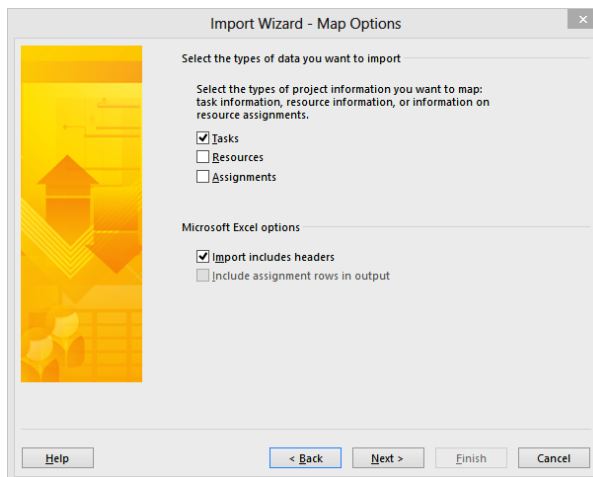 Import Wizard - Map Options
Select the types of data you want to import
Select the types of project information you want to map:
task information, resource information, or information on
resource assignments.
Tasks
Resources
Assignments
Microsoft Excel options
Import includes headers
Include assignment rows in output
Help
< Back
Next >
Finish
Cancel